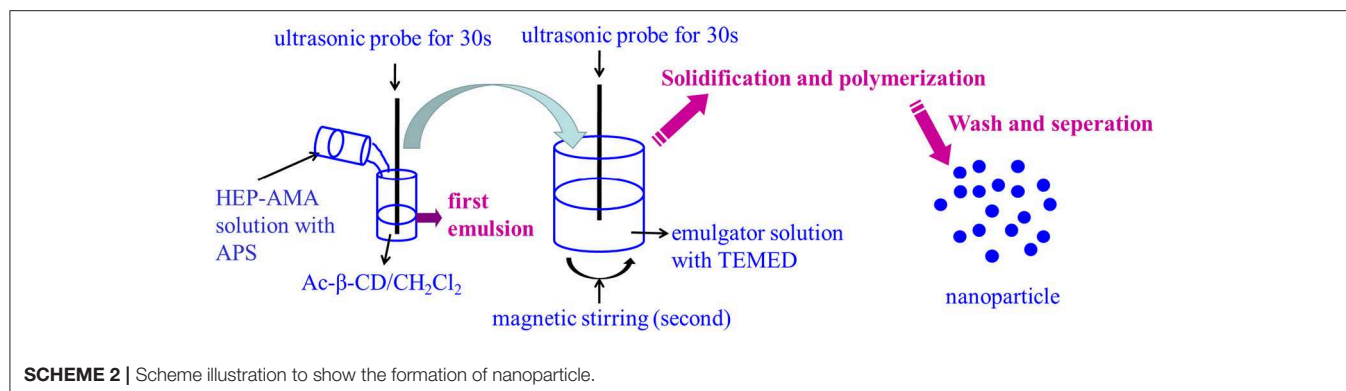 ultrasonic probe for 30s
ultrasonic probe for 30s
Solidification and polymerization
Wash and seperation
HEP-AMA
solution with
APS
first
emulsion
emulgator solution
with TEMED
Ac-β-CD/CH₂Cl₂
nanoparticle
magnetic stirring (second)
SCHEME 2 | Scheme illustration to show the formation of nanoparticle.